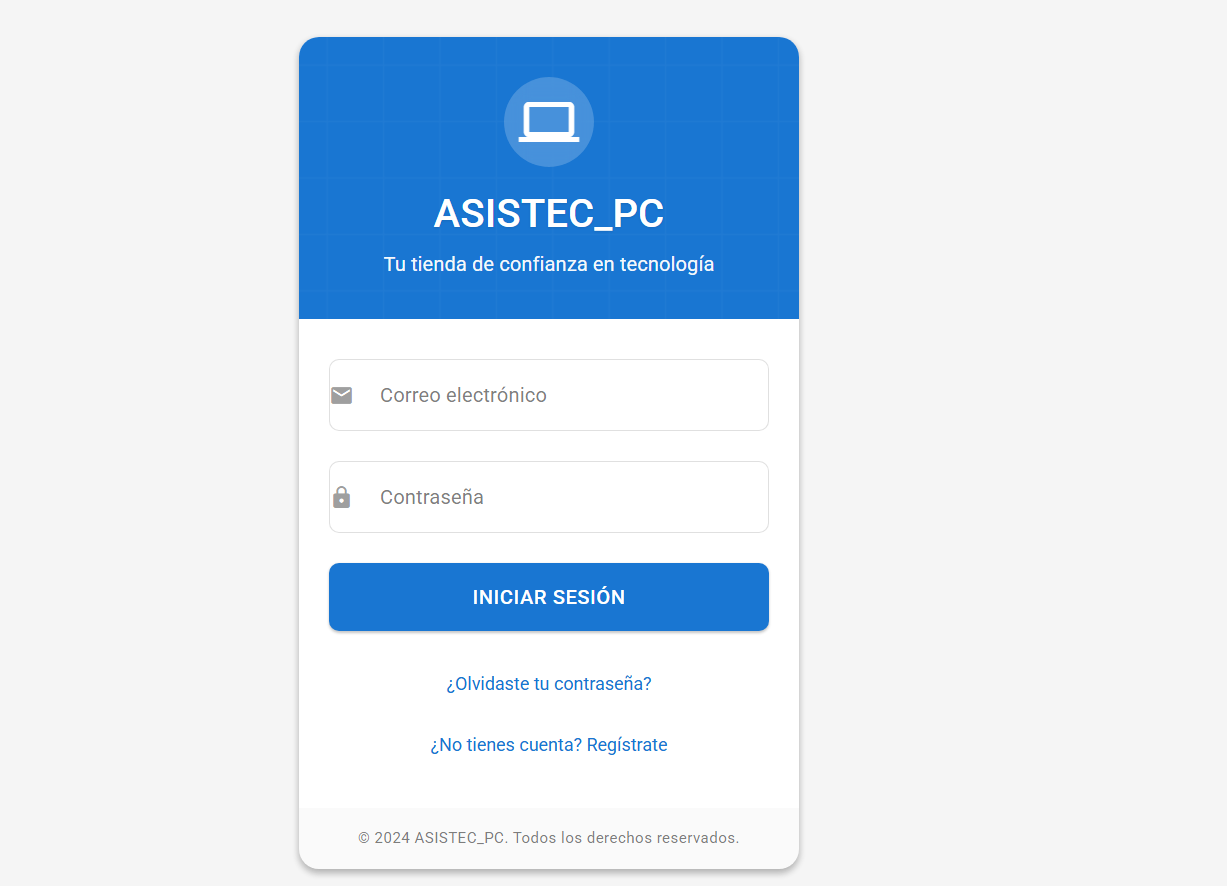 ASISTEC_PC
Tu tienda de confianza en tecnología
Correo electrónico
Contraseña
INICIAR SESIÓN
¿Olvidaste tu contraseña?
¿No tienes cuenta? Regístrate
© 2024 ASISTEC_PC. Todos los derechos reservados.